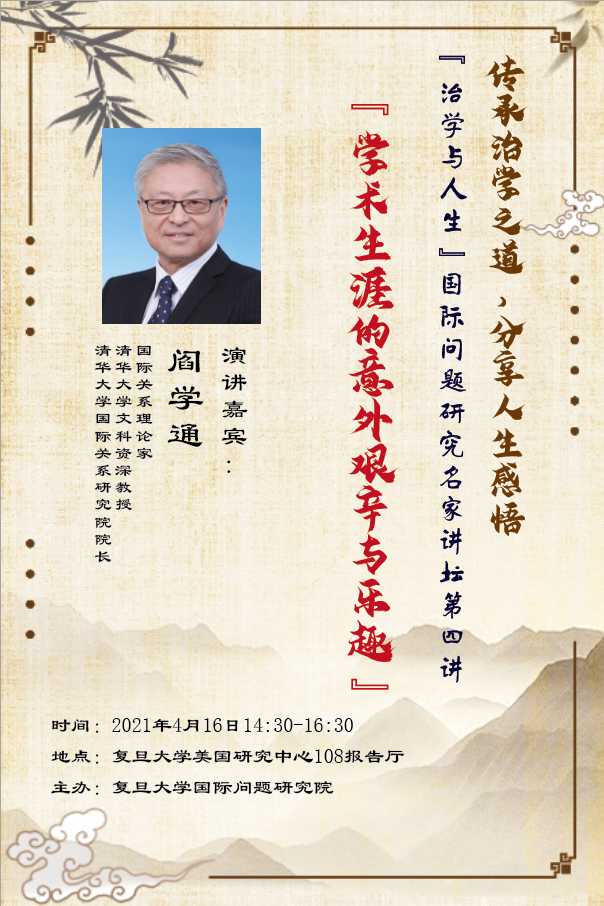 传承治学之道，分享人生感悟
『治学与人生』国际问题研究名家讲坛第四讲
『学术生涯的意外艰辛与乐趣』
演讲嘉宾：
阎学通
国际关系理论家
清华大学文科资深教授
清华大学国际关系研究院院长
时间：2021年4月16日14:30-16:30
地点：复旦大学美国研究中心108报告厅
主办：复旦大学国际问题研究院